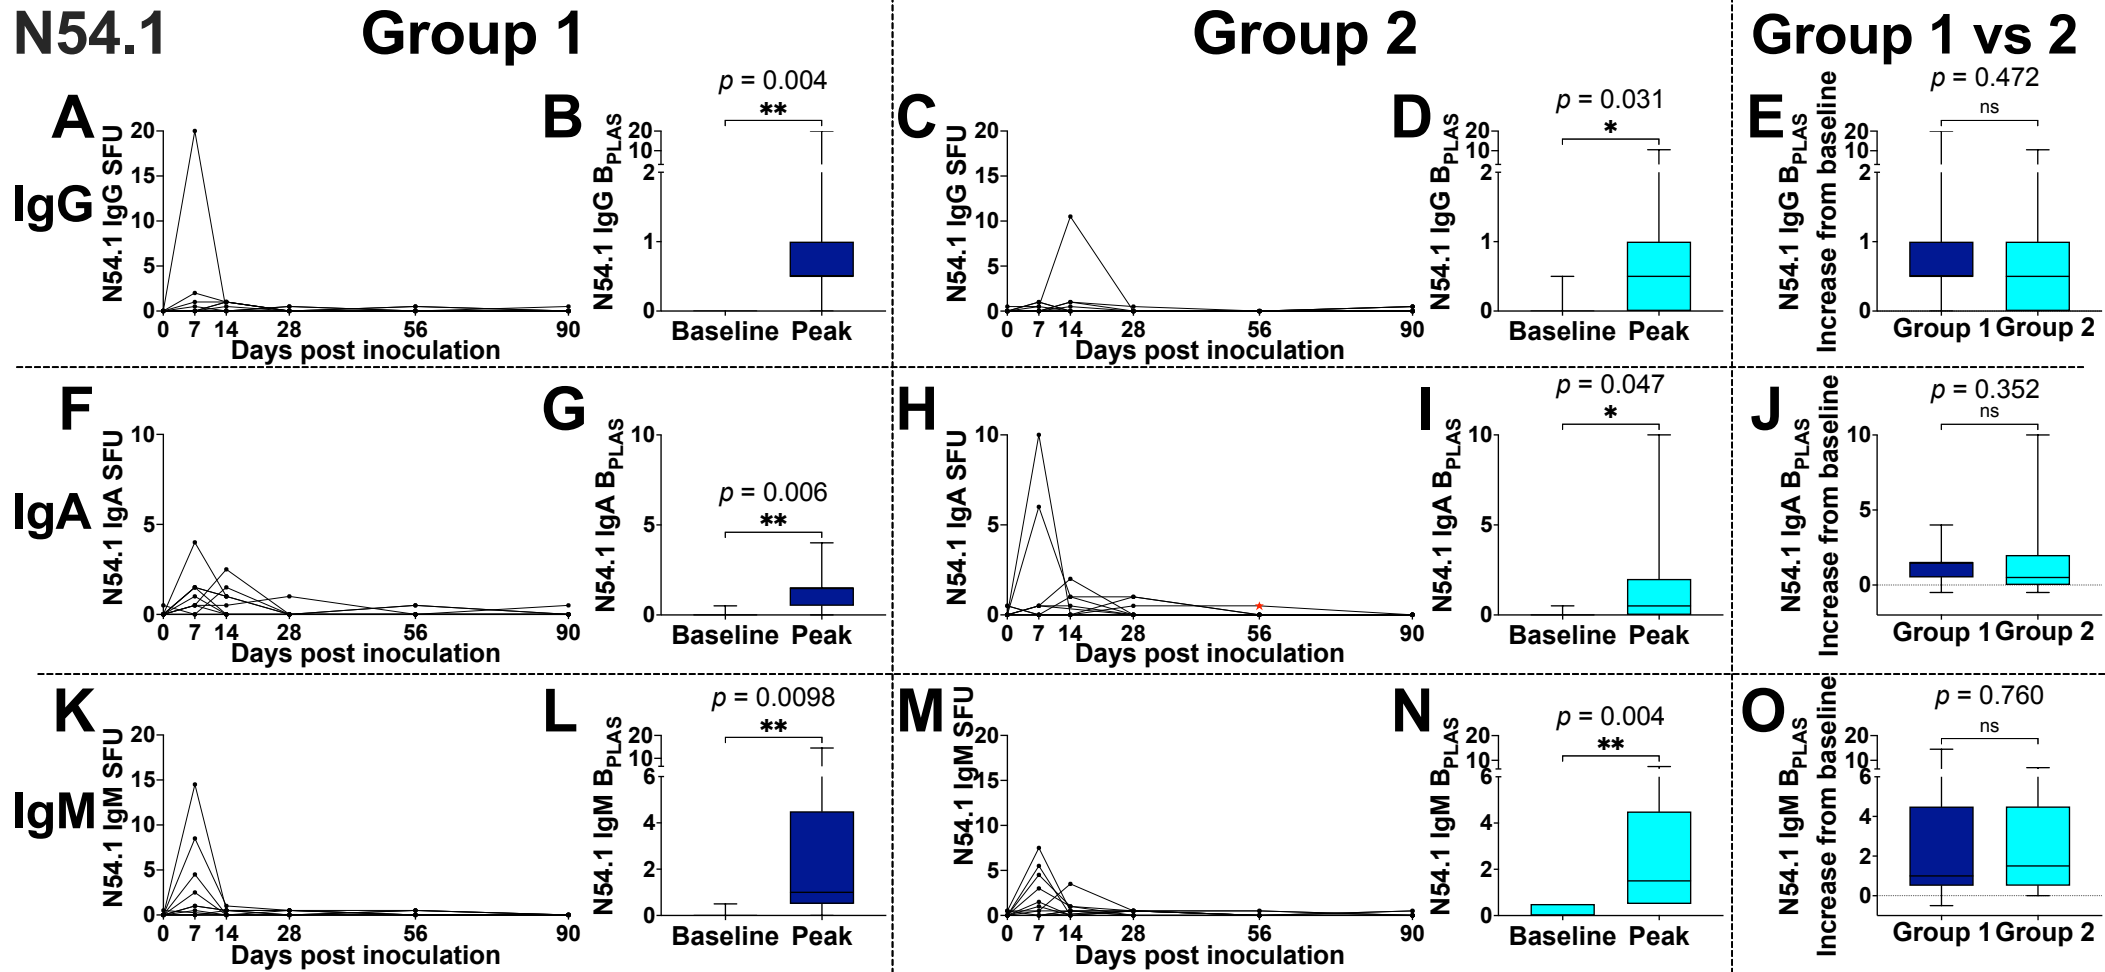 N54.1 Group 1 Group 2 Group 1 vs 2
IgG
A
N54.1 IgG SFU
20
15
10
5
0
0 7 14 28 56 90
Days post inoculation
B
p = 0.004
**
N54.1 IgG BPLAS
20
10
2
1
0
Baseline Peak
C
N54.1 IgG SFU
20
15
10
5
0
0 7 14 28 56 90
Days post inoculation
D
p = 0.031
*
N54.1 IgG BPLAS
20
10
2
1
0
Baseline Peak
E
p = 0.472
ns
N54.1 IgG BPLAS
Increase from baseline
20
10
2
1
0
Group 1 Group 2
IgA
F
N54.1 IgA SFU
10
5
0
0 7 14 28 56 90
Days post inoculation
G
p = 0.006
**
N54.1 IgA BPLAS
10
5
0
Baseline Peak
H
N54.1 IgA SFU
10
5
0
0 7 14 28 56 90
Days post inoculation
I
p = 0.047
*
N54.1 IgA BPLAS
10
5
0
Baseline Peak
J
p = 0.352
ns
N54.1 IgA BPLAS
Increase from baseline
10
5
0
Group 1 Group 2
IgM
K
N54.1 IgM SFU
20
15
10
5
0
0 7 14 28 56 90
Days post inoculation
L
p = 0.0098
**
N54.1 IgM BPLAS
20
10
6
4
2
0
Baseline Peak
M
N54.1 IgM SFU
20
15
10
5
0
0 7 14 28 56 90
Days post inoculation
N
p = 0.004
**
N54.1 IgM BPLAS
20
10
6
4
2
0
Baseline Peak
O
p = 0.760
ns
N54.1 IgM BPLAS
Increase from baseline
20
10
6
4
2
0
Group 1 Group 2